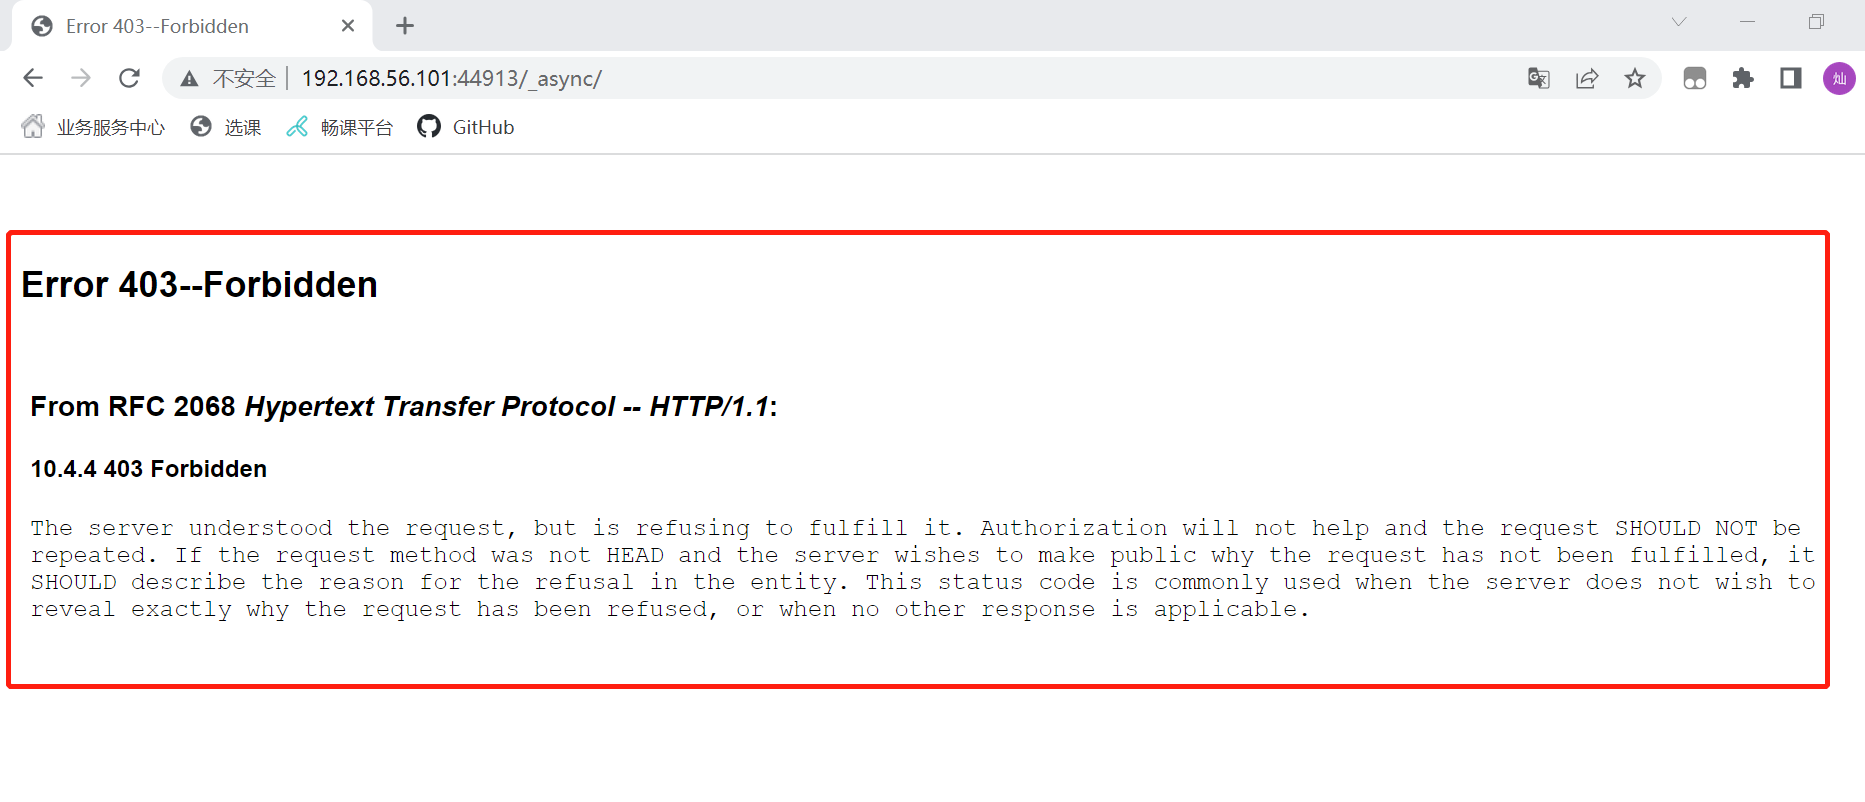 Error 403--Forbidden
不安全 192.168.56.101:44913/_async/
灿
业务服务中心 选课 畅课平台 GitHub
Error 403--Forbidden
From RFC 2068 Hypertext Transfer Protocol -- HTTP/1.1:
10.4.4 403 Forbidden
The server understood the request, but is refusing to fulfill it. Authorization will not help and the request SHOULD NOT be
repeated. If the request method was not HEAD and the server wishes to make public why the request has not been fulfilled, it
SHOULD describe the reason for the refusal in the entity. This status code is commonly used when the server does not wish to
reveal exactly why the request has been refused, or when no other response is applicable.